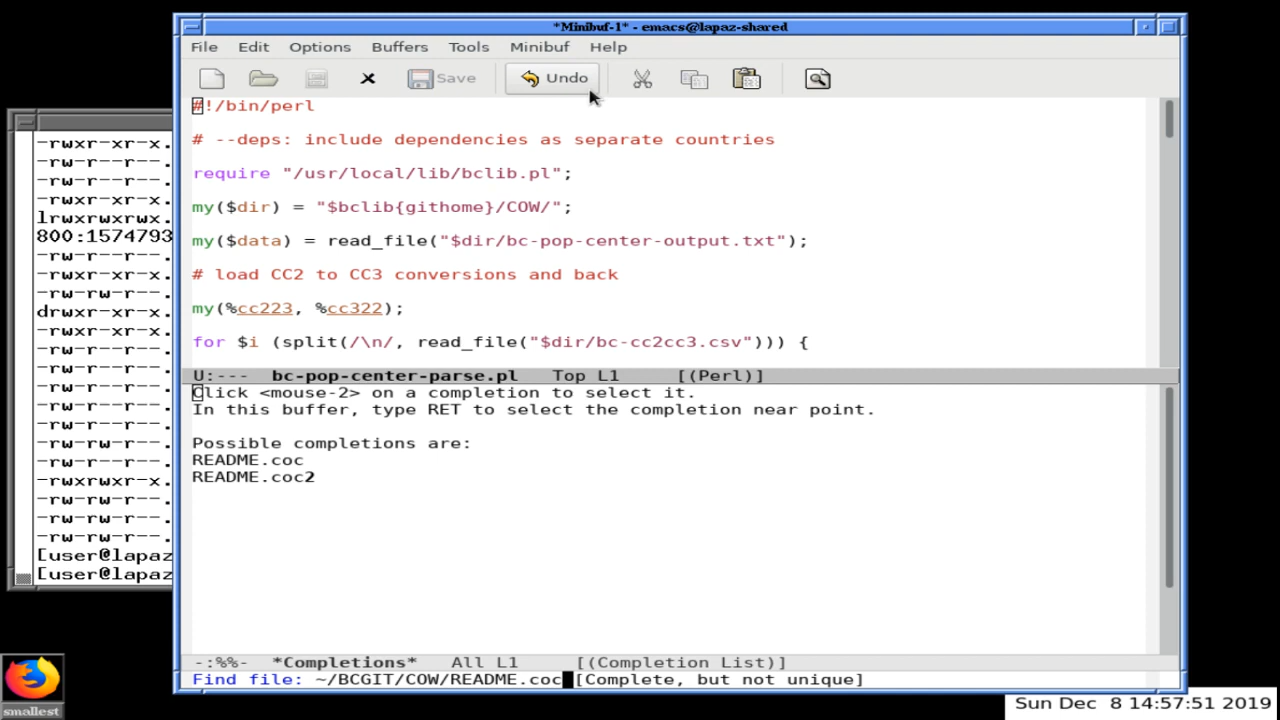 *Minibuf-1* - emacs@lapaz-shared
File Edit Options Buffers Tools Minibuf Help
Save Undo
#!/bin/perl
# --deps: include dependencies as separate countries
require "/usr/local/lib/bclib.pl";
my($dir) = "$bclib{githome}/COW/";
my($data) = read_file("$dir/bc-pop-center-output.txt");
# load CC2 to CC3 conversions and back
my(%cc223, %cc322);
for $i (split(/\n/, read_file("$dir/bc-cc2cc3.csv"))) {
U:--- bc-pop-center-parse.pl Top L1 [(Perl)]
Click <mouse-2> on a completion to select it.
In this buffer, type RET to select the completion near point.
Possible completions are:
README.coc
README.coc2
-:%%- *Completions* All L1 [(Completion List)]
Find file: ~/BCGIT/COW/README.coc [Complete, but not unique]
-rwxr-xr-x.
-rw-r--r--.
-rw-r--r--.
-rwxr-xr-x.
lrwxrwxrwx.
800:1574793
-rw-r--r--.
-rwxr-xr-x.
-rw-rw-r--.
drwxr-xr-x.
-rwxr-xr-x.
-rw-r--r--.
-rw-r--r--.
-rw-r--r--.
-rw-r--r--.
-rw-r--r--.
-rw-rw-r--.
-rw-r--r--.
-rwxrwxr-x.
-rw-rw-r--.
-rw-rw-r--.
-rw-rw-r--.
[user@lapaz
[user@lapaz
smallest
Sun Dec 8 14:57:51 2019